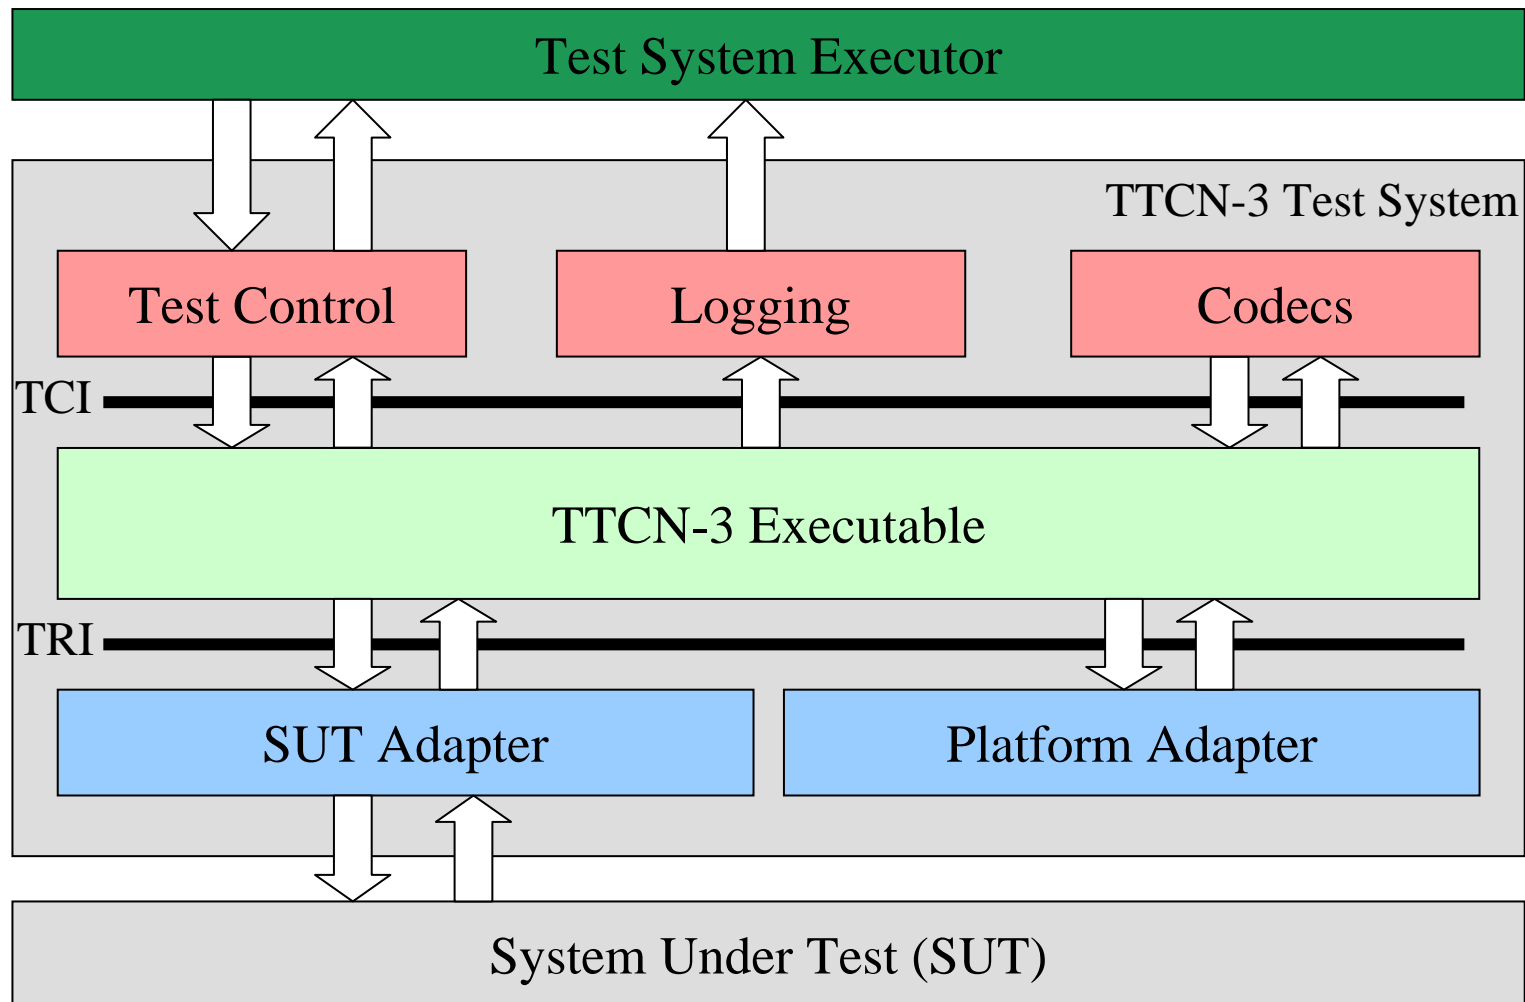 Test System Executor
TTCN-3 Test System
Test Control
Logging
Codecs
TCI
TTCN-3 Executable
TRI
SUT Adapter
Platform Adapter
System Under Test (SUT)